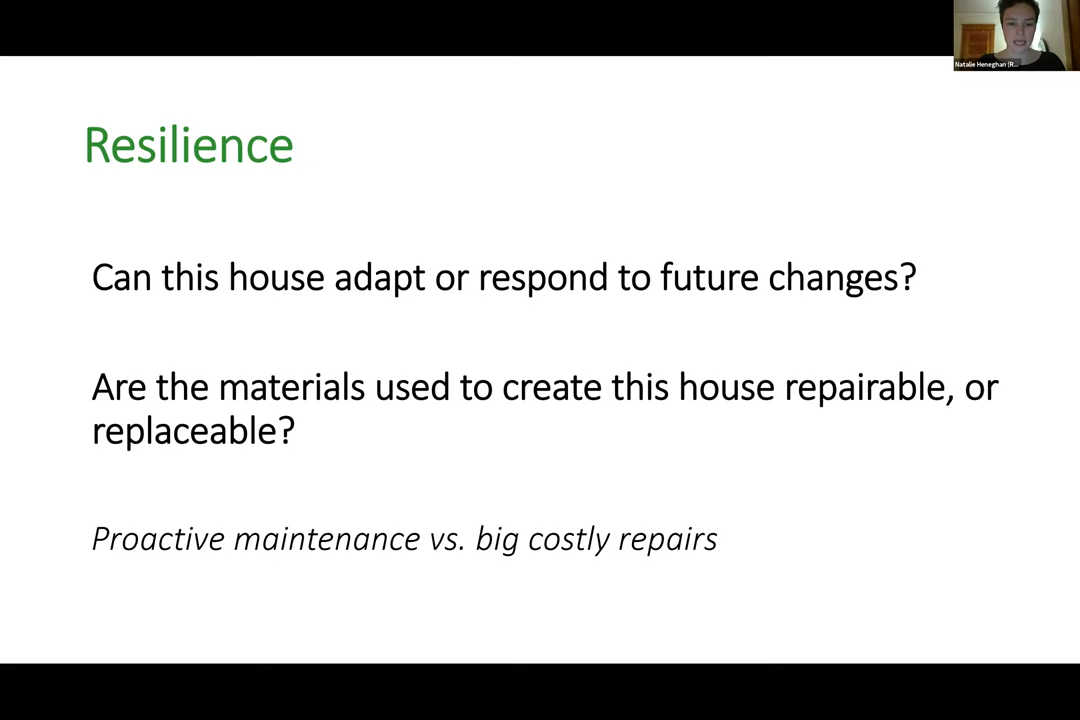 Natalie Heneghan (R...
Resilience
Can this house adapt or respond to future changes?
Are the materials used to create this house repairable, or
replaceable?
Proactive maintenance vs. big costly repairs